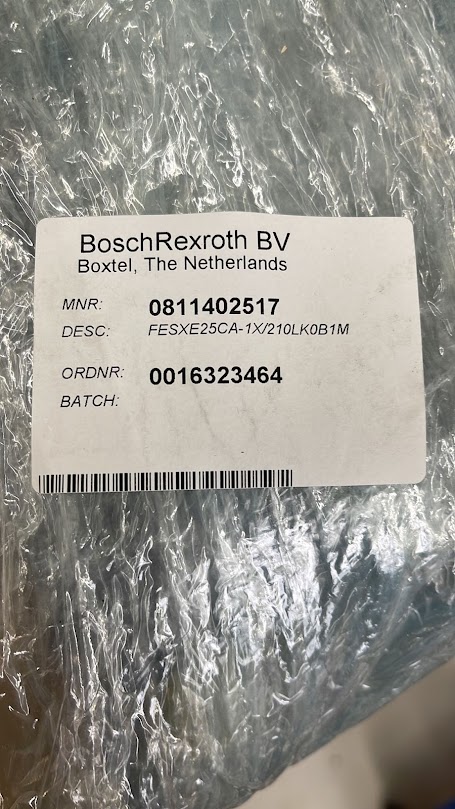 BoschRexroth BV
Boxtel, The Netherlands
MNR: 0811402517
DESC: FESXE25CA-1X/210LK0B1M
ORDNR: 0016323464
BATCH: